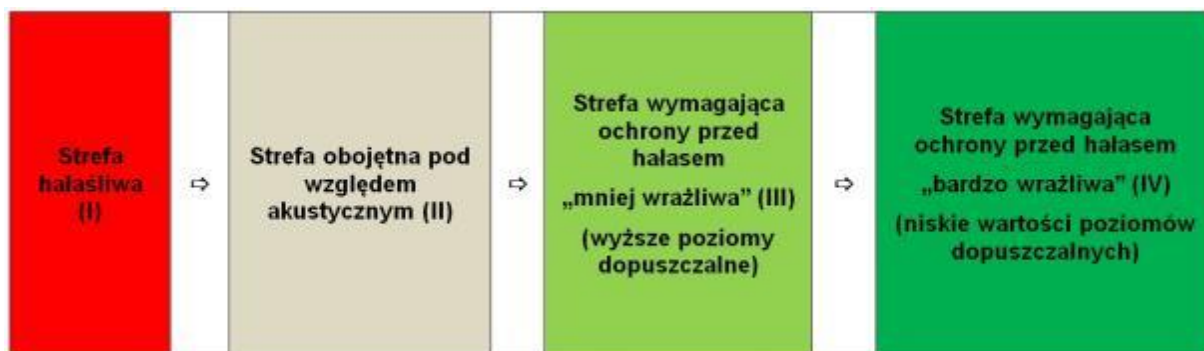 Strefa
hałaśliwa
(I)
⇨
Strefa obojętna pod
względem
akustycznym (II)
⇨
Strefa wymagająca
ochrony przed
hałasem
„mniej wrażliwa” (III)
(wyższe poziomy
dopuszczalne)
⇨
Strefa wymagająca
ochrony przed hałasem
„bardzo wrażliwa” (IV)
(niskie wartości poziomów
dopuszczalnych)